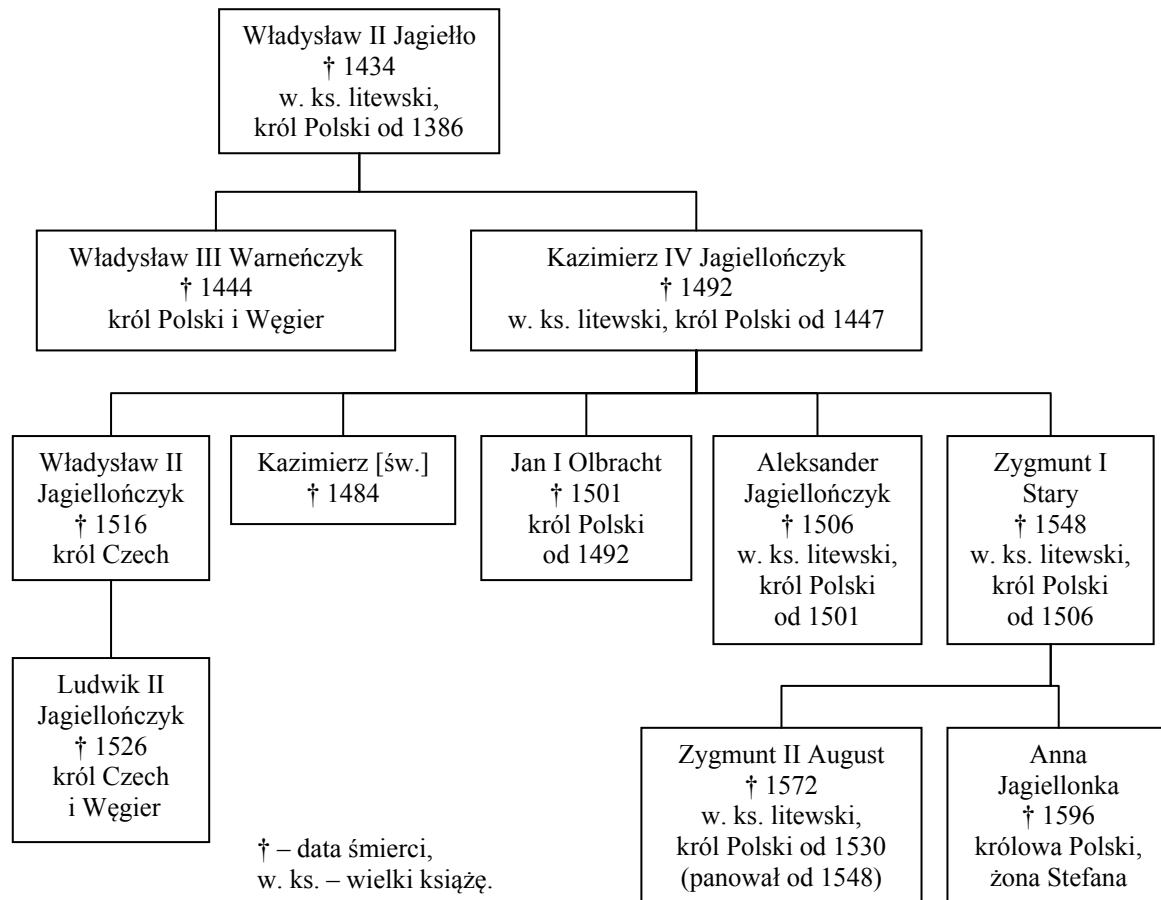 Władysław II Jagiełło
† 1434
w. ks. litewski,
król Polski od 1386
Władysław III Warneńczyk
† 1444
król Polski i Węgier
Kazimierz IV Jagiellończyk
† 1492
w. ks. litewski, król Polski od 1447
Władysław II
Jagiellończyk
† 1516
król Czech
Kazimierz [św.]
† 1484
Jan I Olbracht
† 1501
król Polski
od 1492
Aleksander
Jagiellończyk
† 1506
w. ks. litewski,
król Polski
od 1501
Zygmunt I
Stary
† 1548
w. ks. litewski,
król Polski
od 1506
Ludwik II
Jagiellończyk
† 1526
król Czech
i Węgier
Zygmunt II August
† 1572
w. ks. litewski,
król Polski od 1530
(panował od 1548)
Anna
Jagiellonka
† 1596
królowa Polski,
żona Stefana
† – data śmierci,
w. ks. – wielki książę.